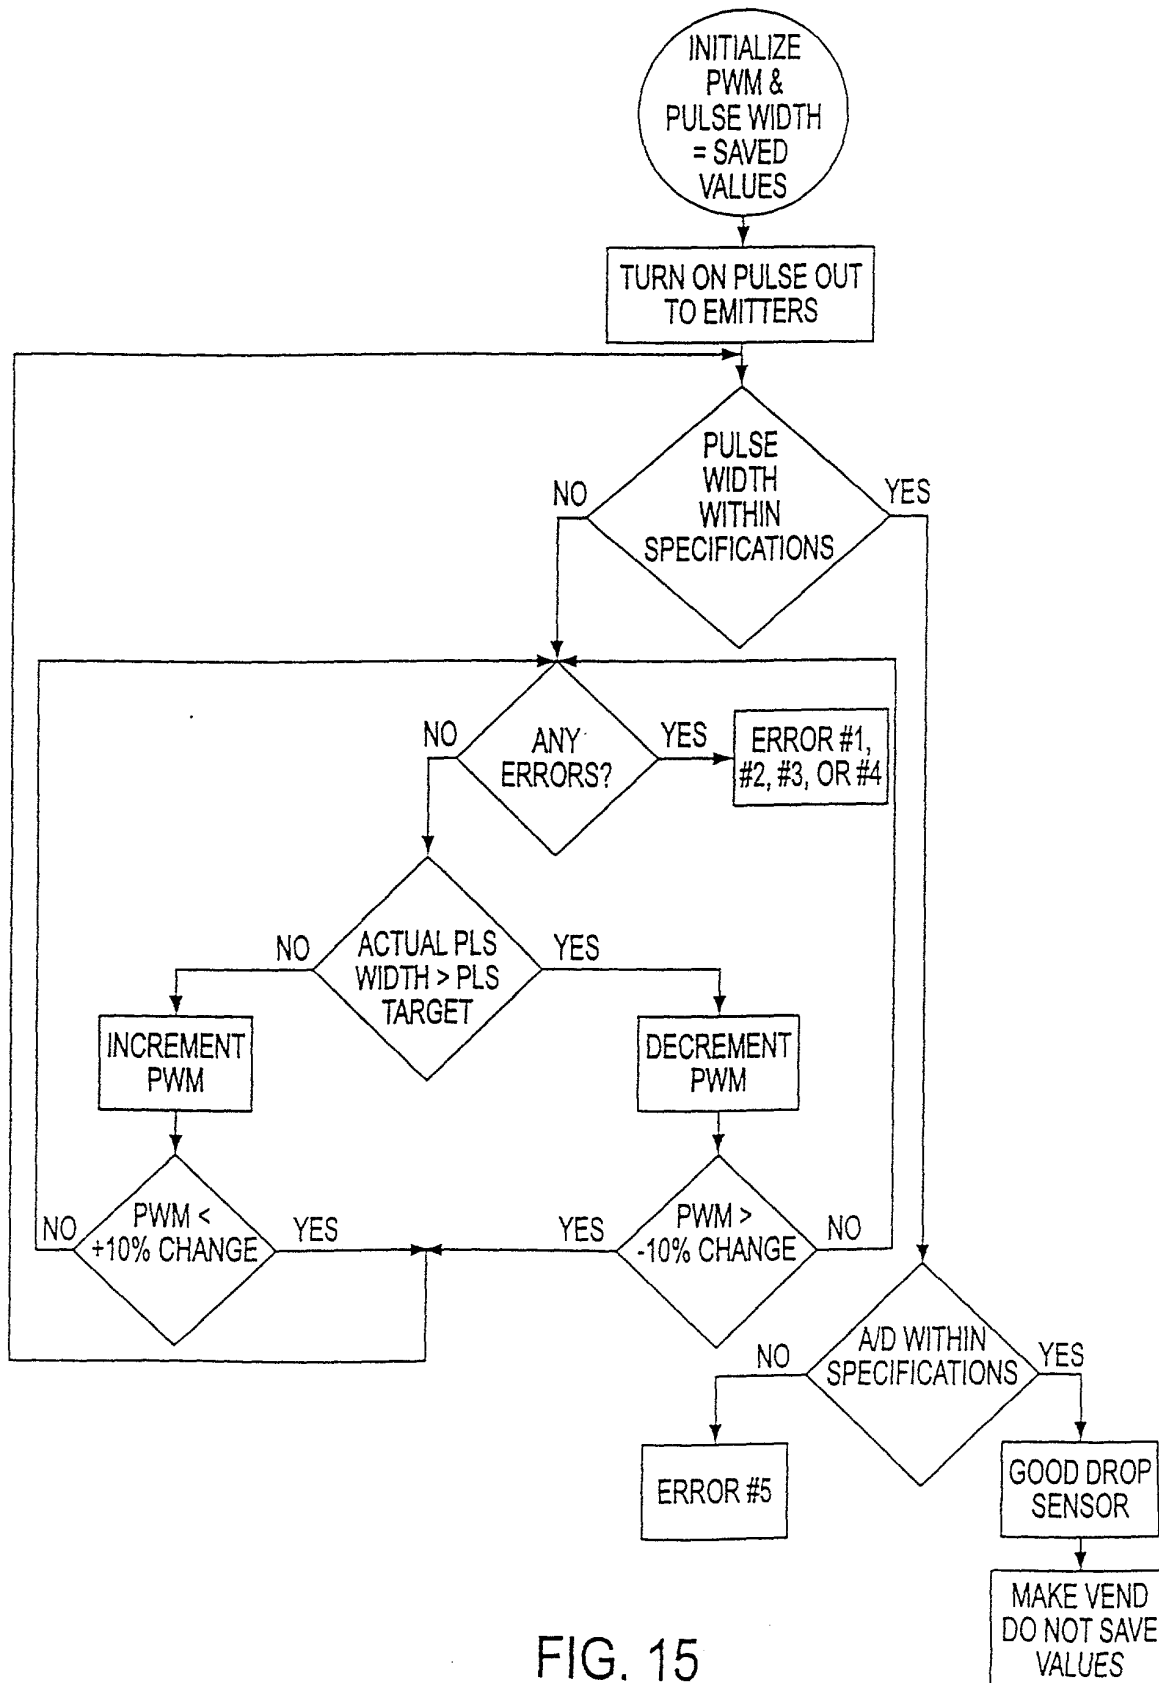 INITIALIZE
PWM &
PULSE WIDTH
= SAVED
VALUES
TURN ON PULSE OUT
TO EMITTERS
PULSE
WIDTH
WITHIN
SPECIFICATIONS
NO
YES
ANY
ERRORS?
NO
YES
ERROR #1,
#2, #3, OR #4
ACTUAL PLS
WIDTH > PLS
TARGET
NO
YES
INCREMENT
PWM
DECREMENT
PWM
PWM <
+10% CHANGE
NO
YES
PWM >
-10% CHANGE
YES
NO
A/D WITHIN
SPECIFICATIONS
NO
YES
ERROR #5
GOOD DROP
SENSOR
MAKE VEND
DO NOT SAVE
VALUES
FIG. 15